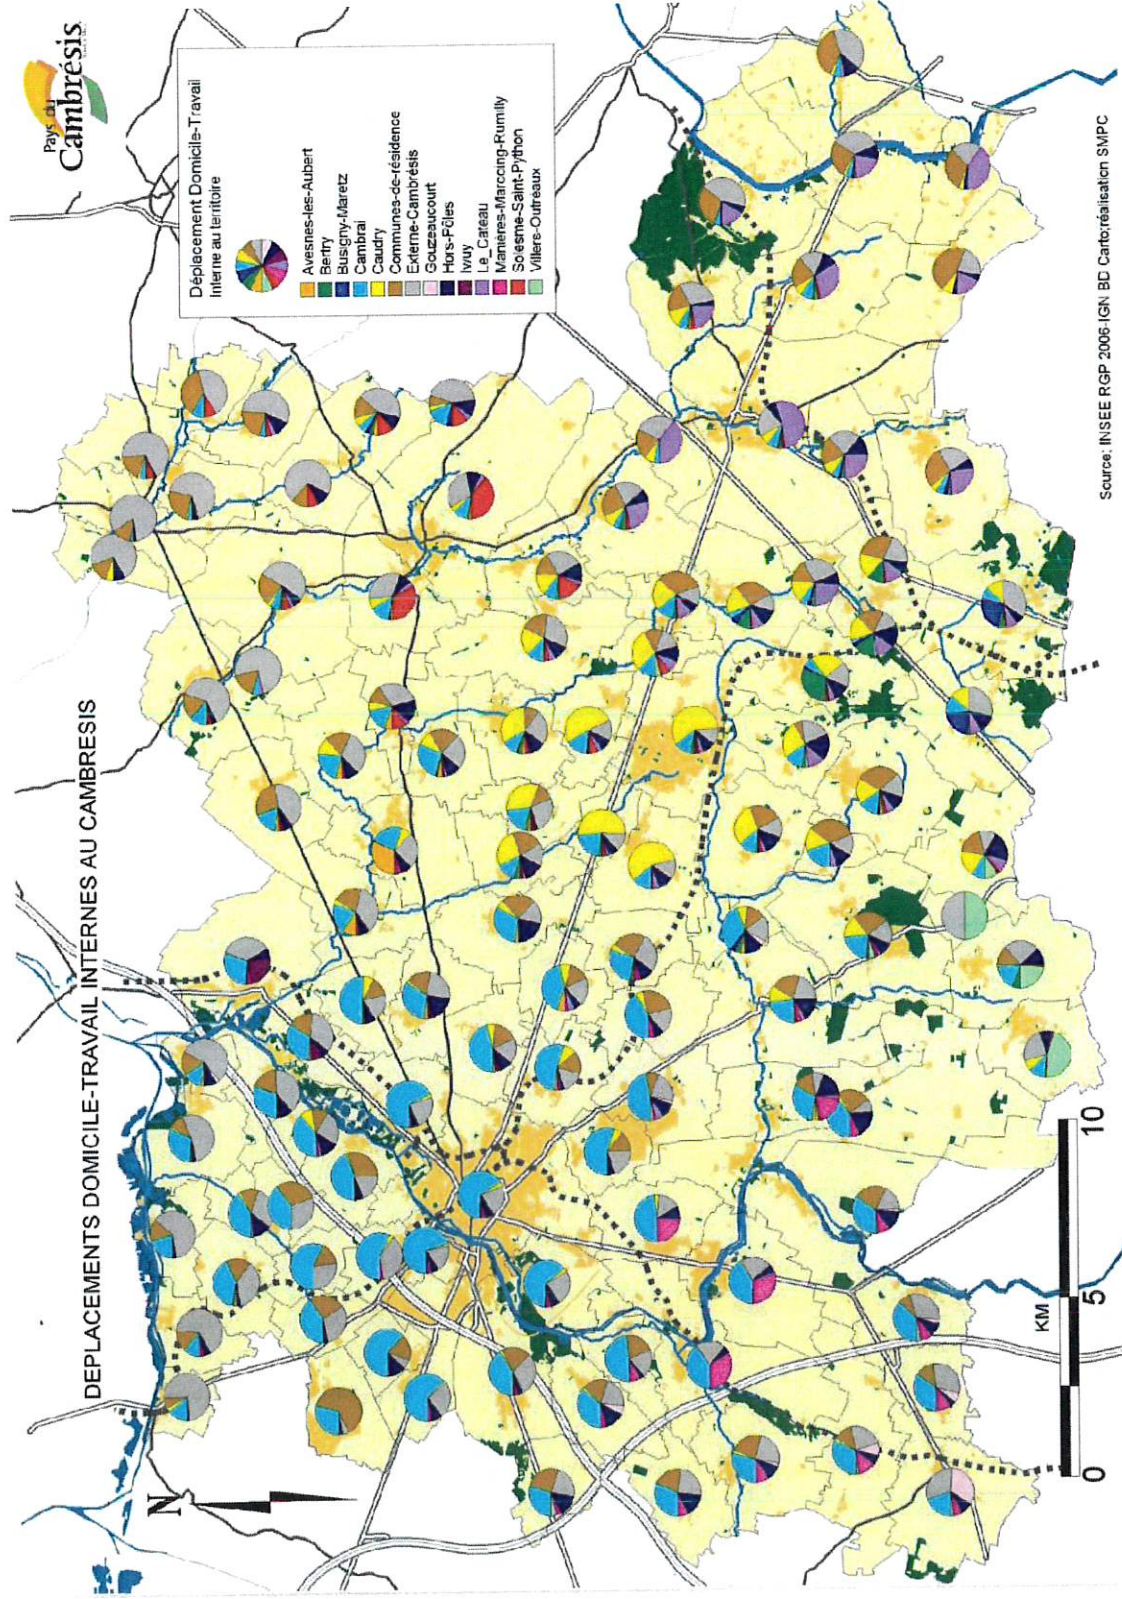 DEPLACEMENTS DOMICILE-TRAVAIL INTERNES AU CAMBRESIS
Pays du
Cambrésis
Déplacement Domicile-Travail
Interne au territoire
Avesnes-les-Aubert
Bertry
Busigny-Maretz
Cambrai
Caudry
Communes-de-résidence
Externe-Cambrésis
Gouzeaucourt
Hors-Pôles
Iwuy
Le_Cateau
Masnières-Marcoing-Rumilly
Solesme-Saint-Python
Villers-Outréaux
N
KM
0
5
10
Source: INSEE RGP 2006-IGN BD Carto-réalisation SMPC